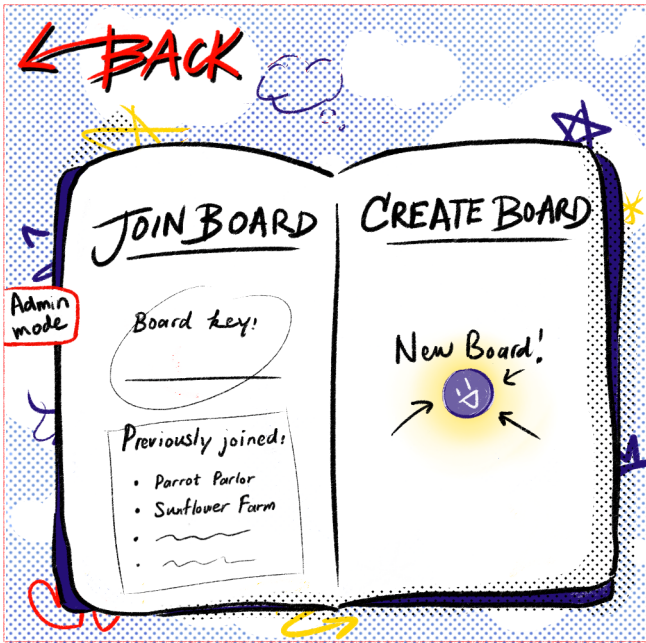 BACK
JOIN BOARD
Board key:
Previously joined:
• Parrot Parlor
• Sunflower Farm
Admin
mode
CREATE BOARD
New Board!